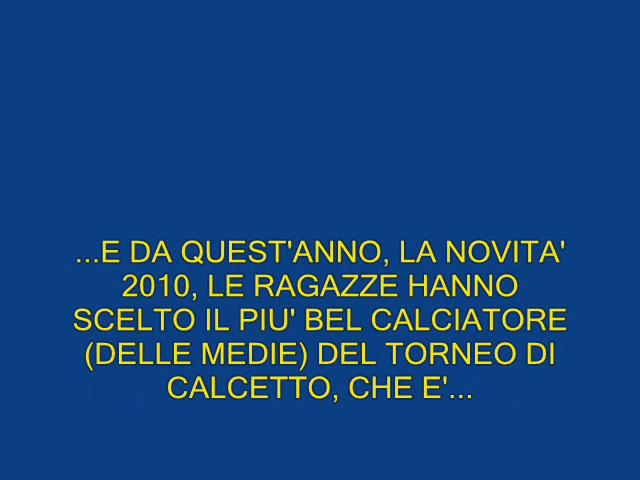 ...E DA QUEST'ANNO, LA NOVITA'
2010, LE RAGAZZE HANNO
SCELTO IL PIU' BEL CALCIATORE
(DELLE MEDIE) DEL TORNEO DI
CALCETTO, CHE E'...